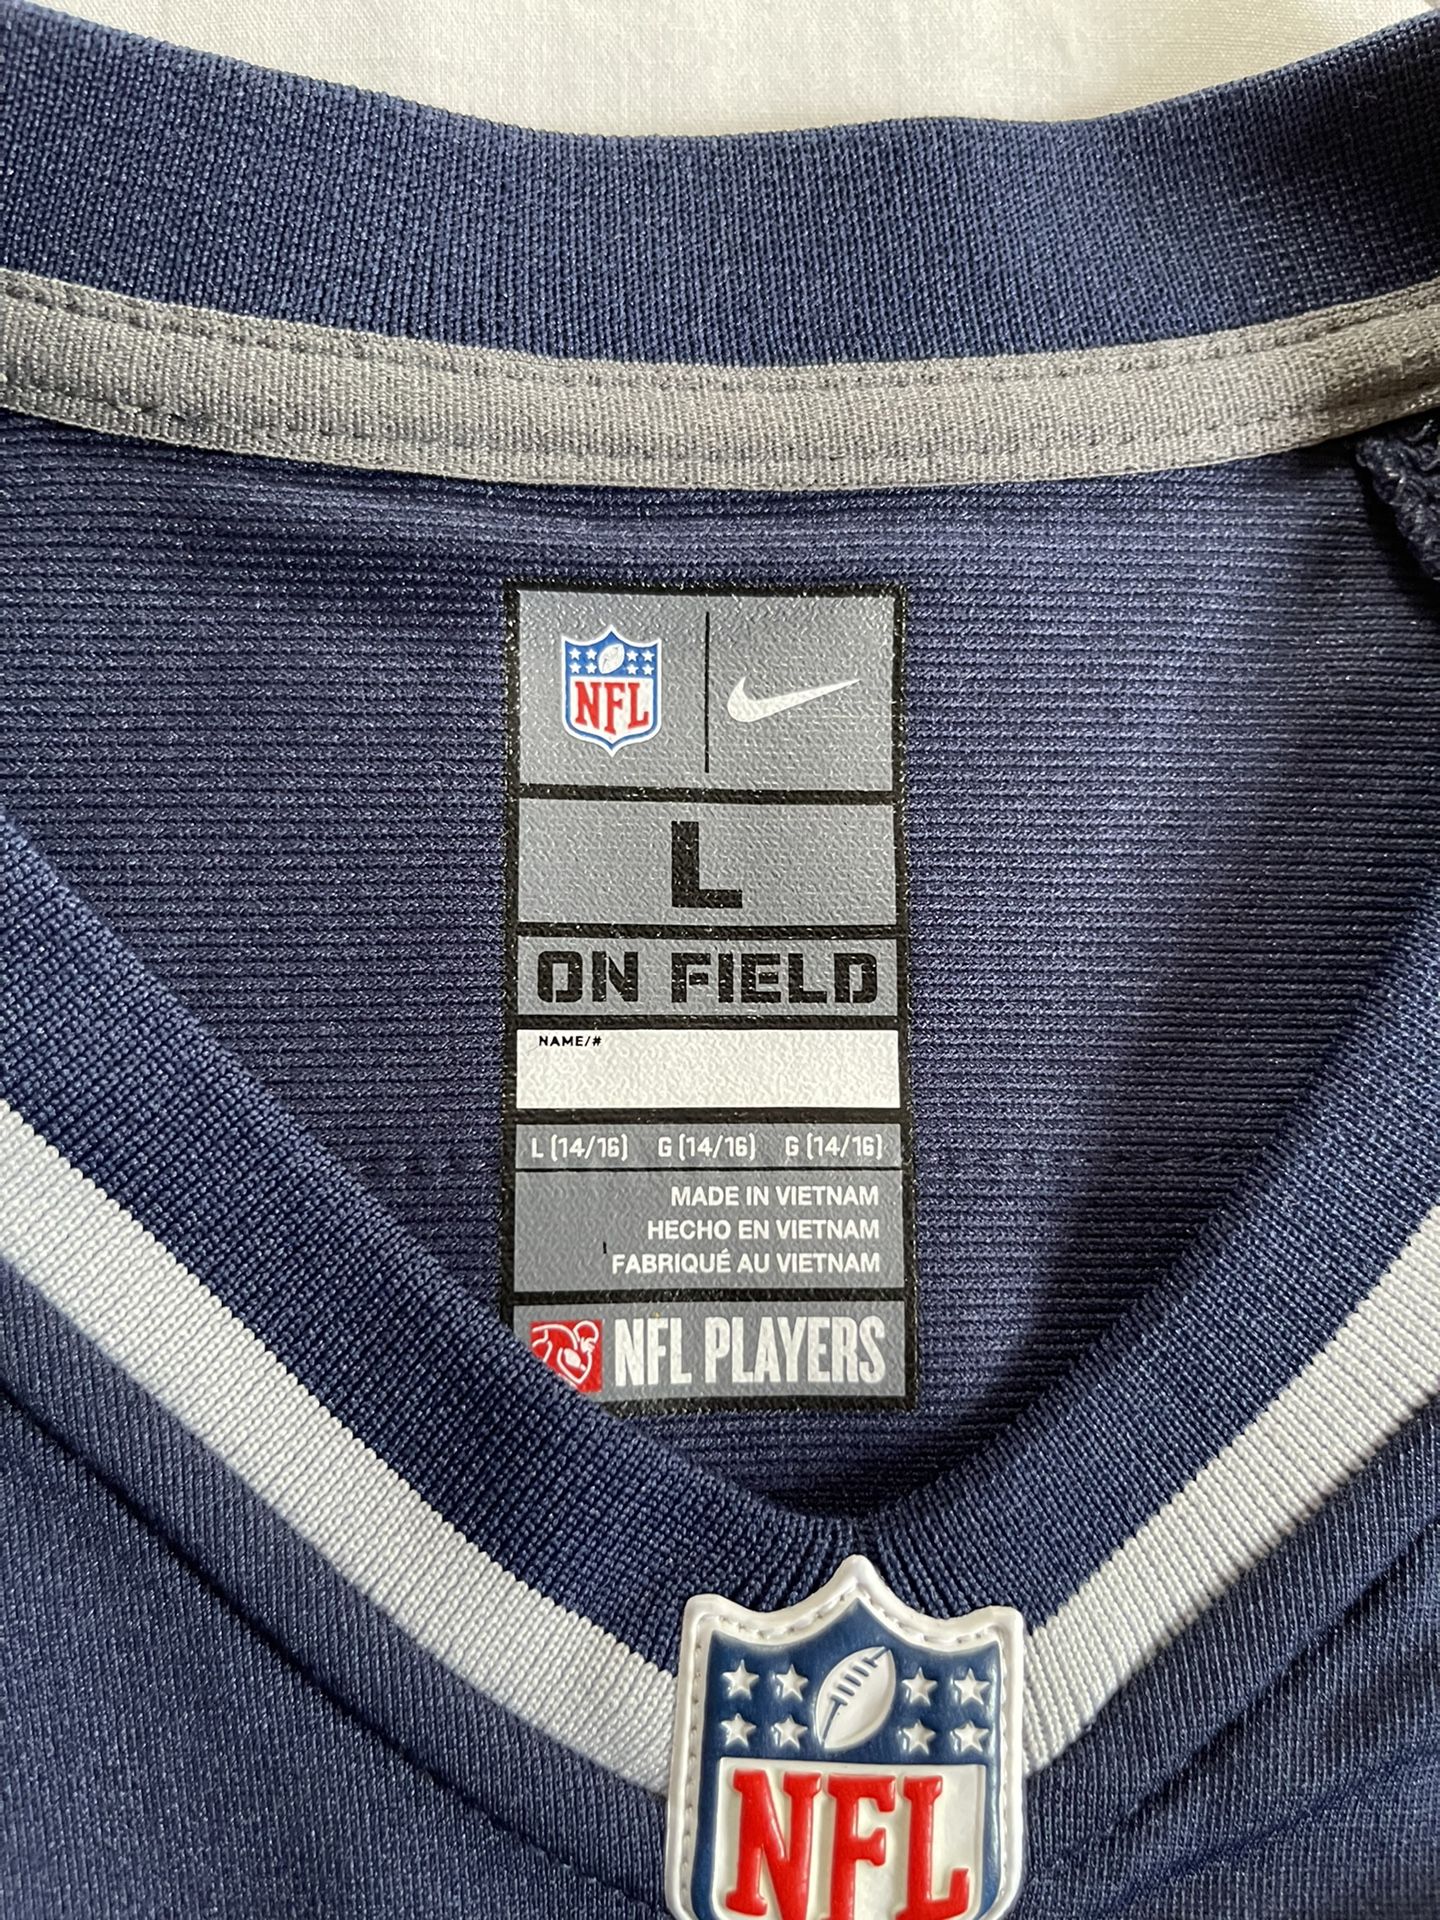 NFL
L
ON FIELD
NAME/#
L (14/16) G (14/16) G (14/16)
MADE IN VIETNAM
HECHO EN VIETNAM
FABRIQUÉ AU VIETNAM
NFL PLAYERS
NFL